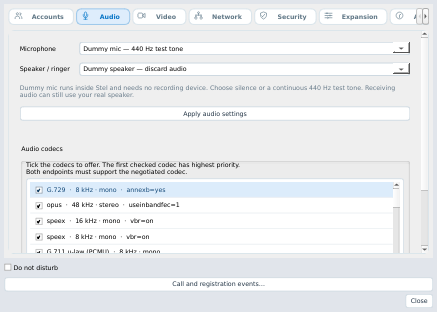 Accounts
Audio
Video
Network
Security
Expansion
Microphone
Dummy mic — 440 Hz test tone
Speaker / ringer
Dummy speaker — discard audio
Dummy mic runs inside Stel and needs no recording device. Choose silence or a continuous 440 Hz test tone. Receiving
audio can still use your real speaker.
Apply audio settings
Audio codecs
Tick the codecs to offer. The first checked codec has highest priority.
Both endpoints must support the negotiated codec.
G.729 · 8 kHz · mono · annexb=yes
opus · 48 kHz · stereo · useinbandfec=1
speex · 16 kHz · mono · vbr=on
speex · 8 kHz · mono · vbr=on
G.711 u-law (PCMU) · 8 kHz · mono
Do not disturb
Call and registration events...
Close